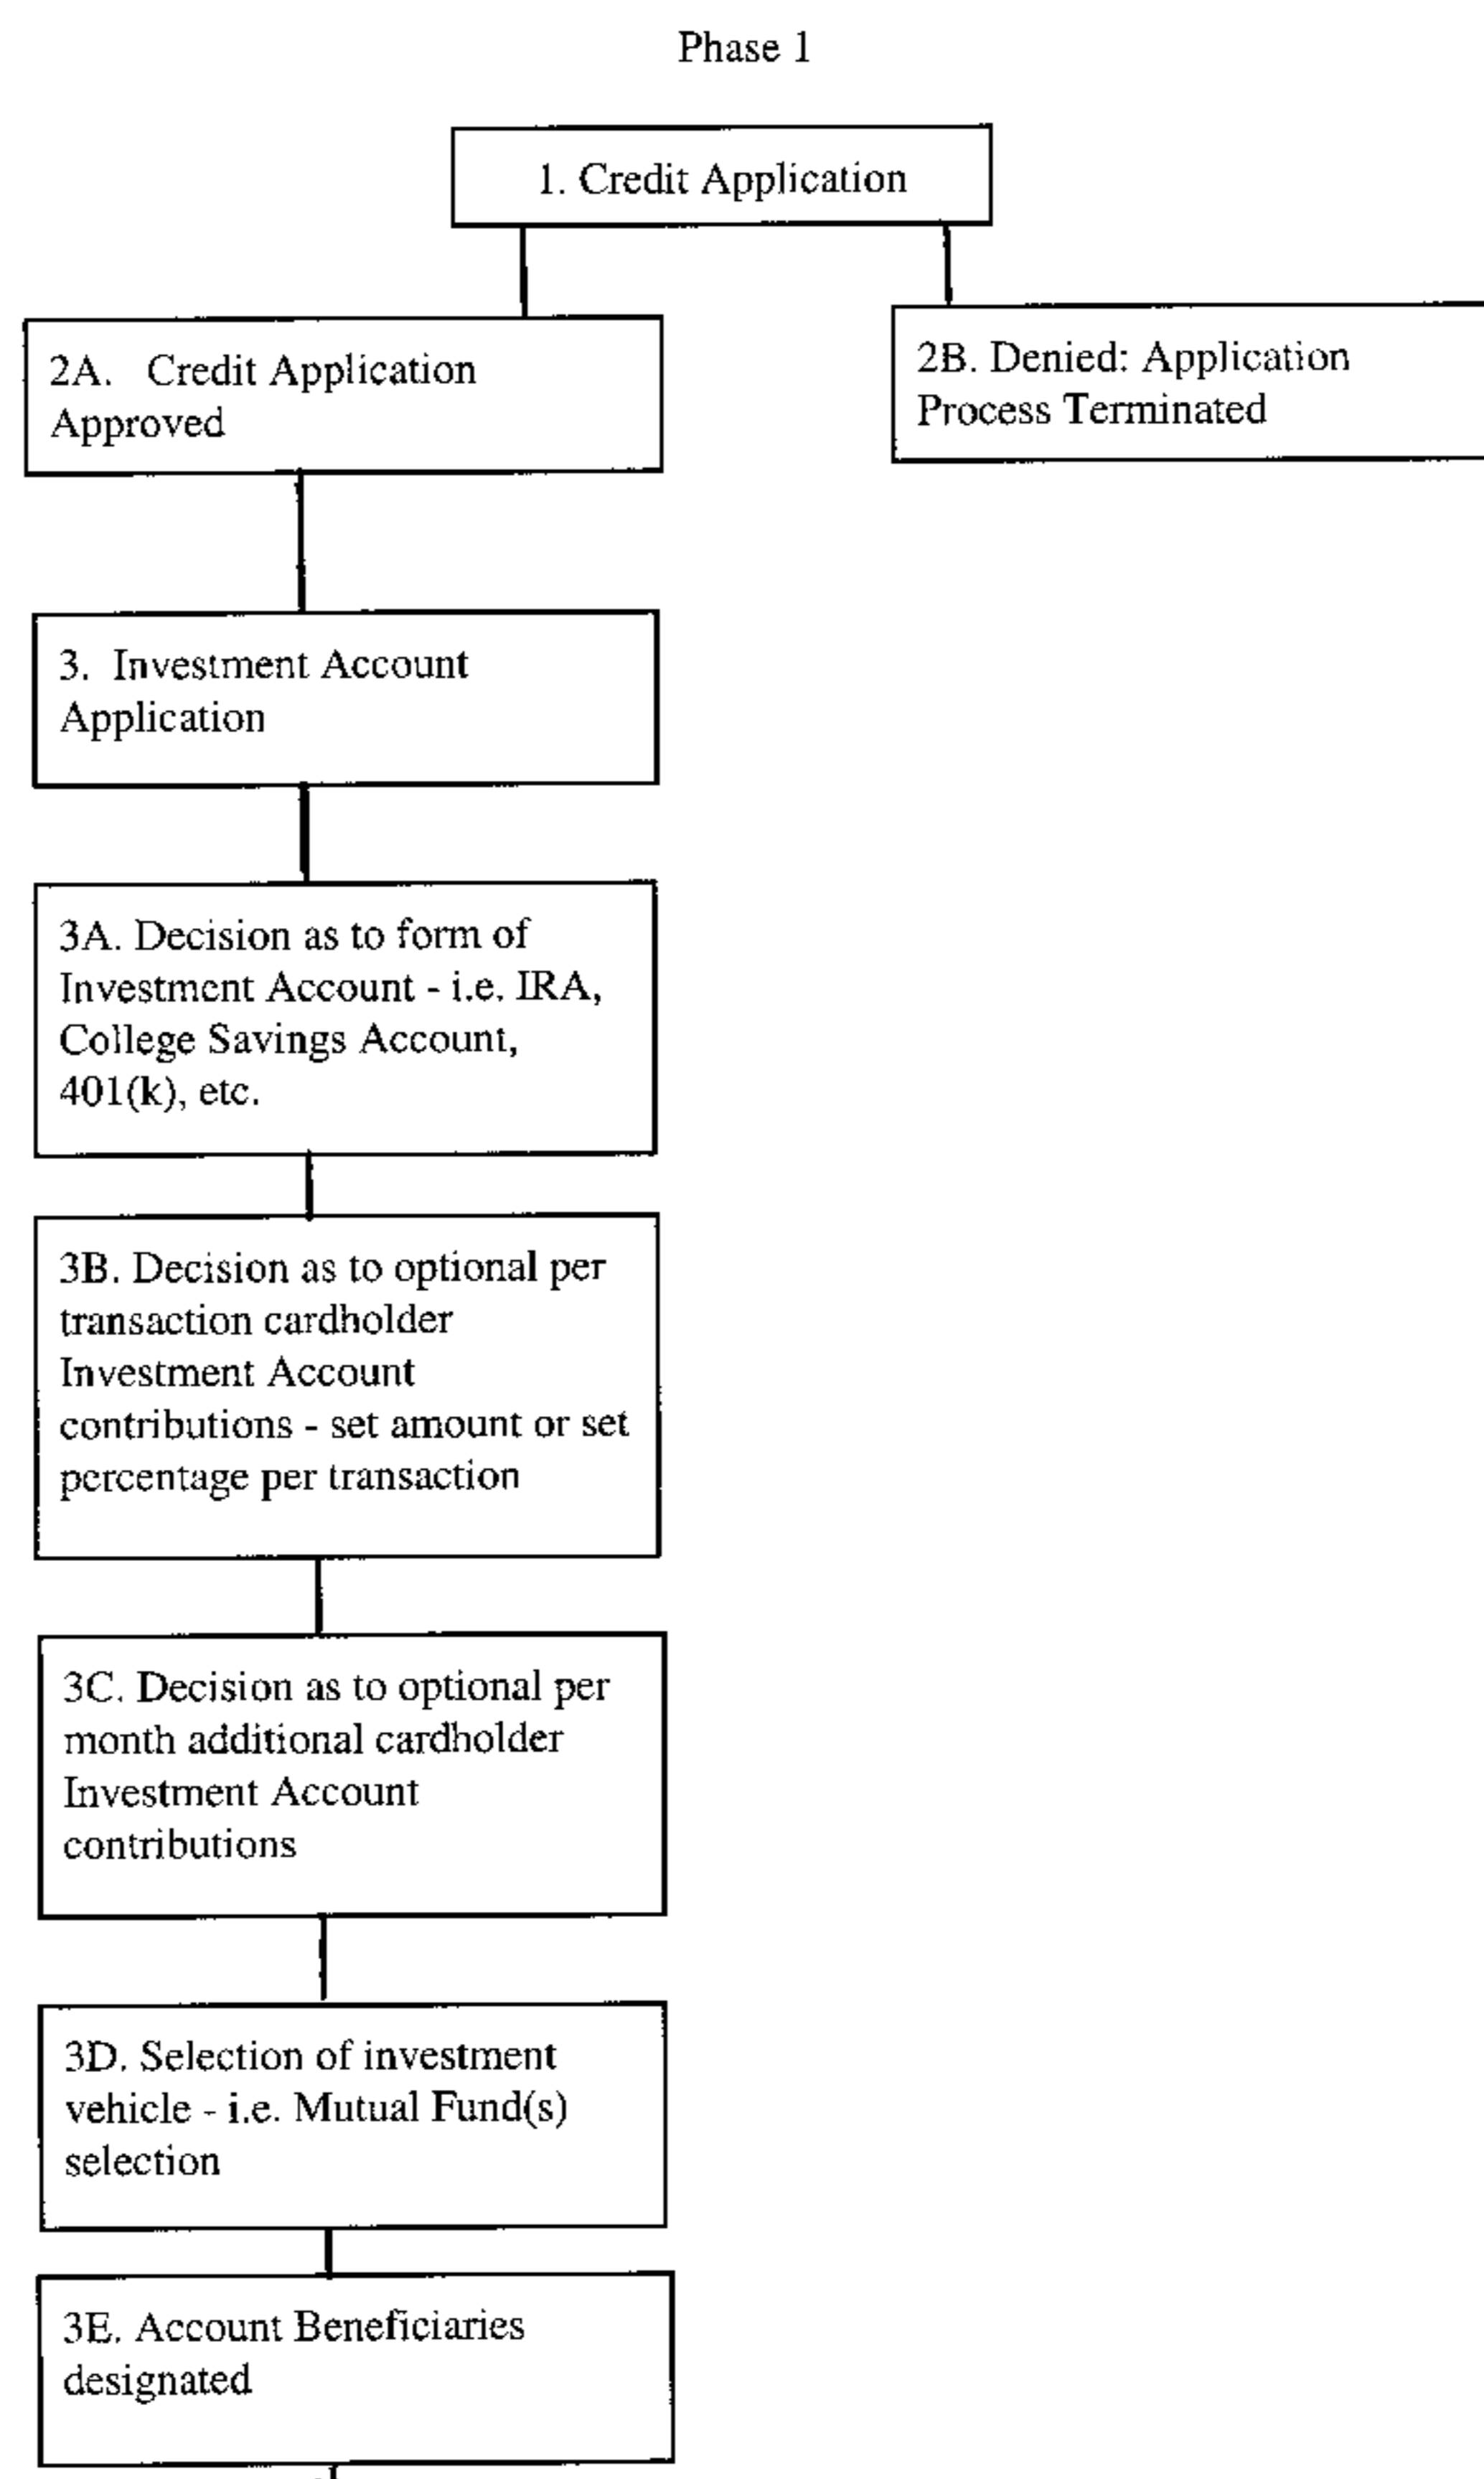 Phase 1
1. Credit Application
2A. Credit Application
Approved
2B. Denied: Application
Process Terminated
3. Investment Account
Application
3A. Decision as to form of
Investment Account - i.e. IRA,
College Savings Account,
401(k), etc.
3B. Decision as to optional per
transaction cardholder
Investment Account
contributions - set amount or set
percentage per transaction
3C. Decision as to optional per
month additional cardholder
Investment Account
contributions
3D. Selection of investment
vehicle - i.e. Mutual Fund(s)
selection
3E. Account Beneficiaries
designated